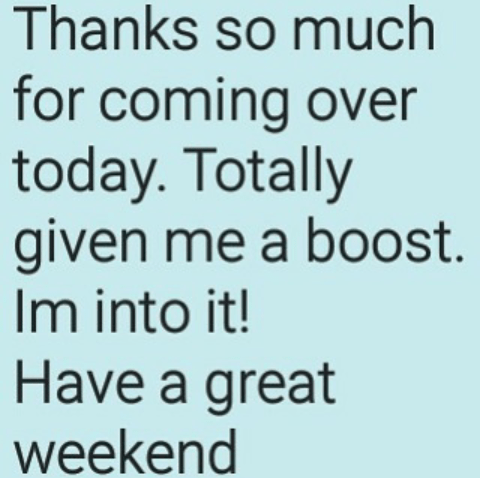 Thanks so much
for coming over
today. Totally
given me a boost.
Im into it!
Have a great
weekend